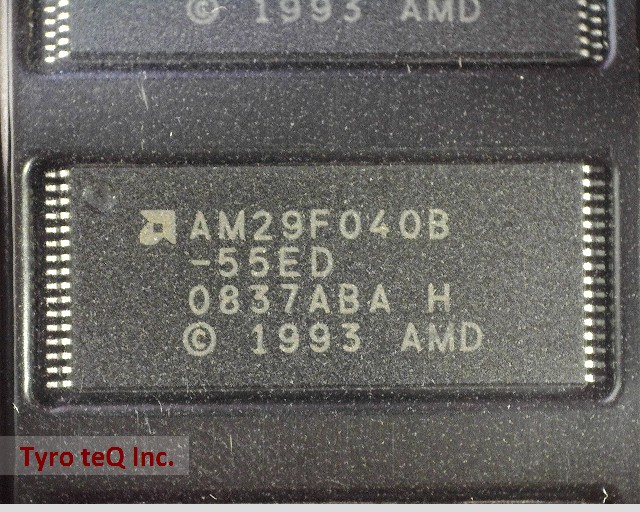 © 1993 AMD
AM29F040B
-55ED
0837ABA H
© 1993 AMD
Tyro teQ Inc.